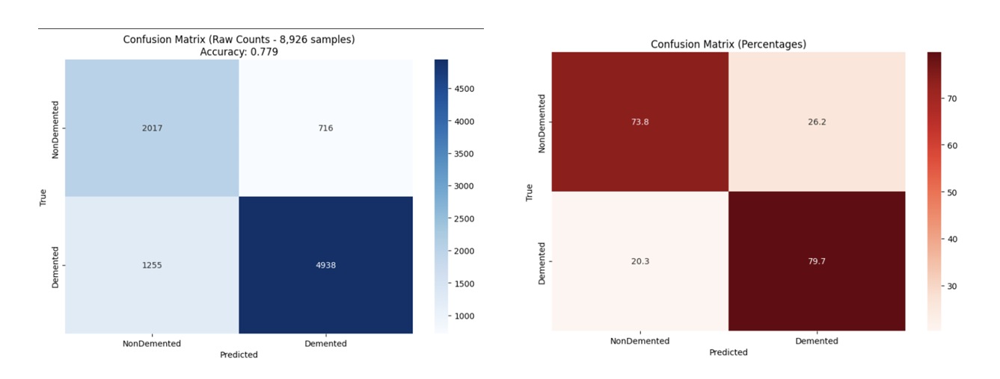 Confusion Matrix (Raw Counts - 8,926 samples)
Accuracy: 0.779
NonDemented
Demented
True
2017
716
1255
4938
NonDemented
Demented
Predicted
4500
4000
3500
3000
2500
2000
1500
1000
Confusion Matrix (Percentages)
NonDemented
Demented
True
73.8
26.2
20.3
79.7
NonDemented
Demented
Predicted
70
60
50
40
30